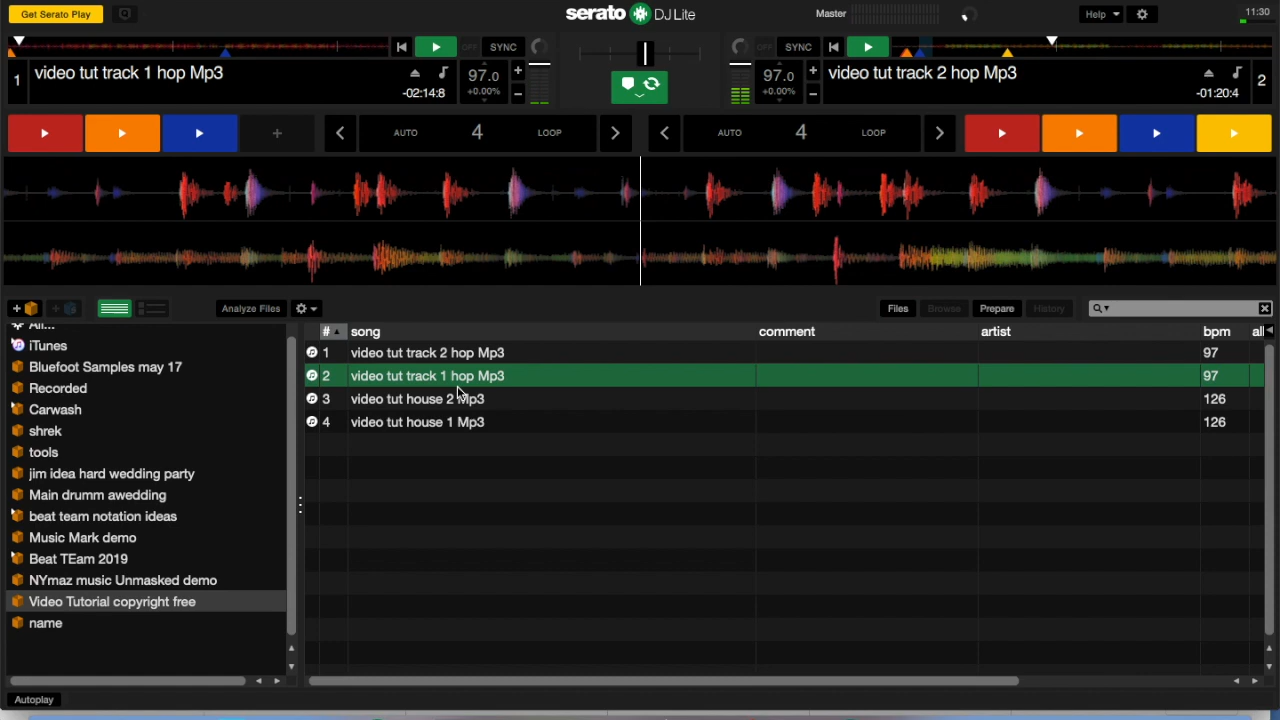 Get Serato Play
serato DJ Lite
Master
Help
11:30
SYNC
SYNC
1 video tut track 1 hop Mp3
-02:14:8
97.0
+0.00%
97.0
+0.00%
video tut track 2 hop Mp3
-01:20:4
2
AUTO 4 LOOP
AUTO 4 LOOP
Analyze Files
Files Browse Prepare History
# song comment artist bpm
1 video tut track 2 hop Mp3 97
2 video tut track 1 hop Mp3 97
3 video tut house 2 Mp3 126
4 video tut house 1 Mp3 126
All...
iTunes
Bluefoot Samples may 17
Recorded
Carwash
shrek
tools
jim idea hard wedding party
Main drumm awedding
beat team notation ideas
Music Mark demo
Beat TEam 2019
NYmaz music Unmasked demo
Video Tutorial copyright free
name
Autoplay